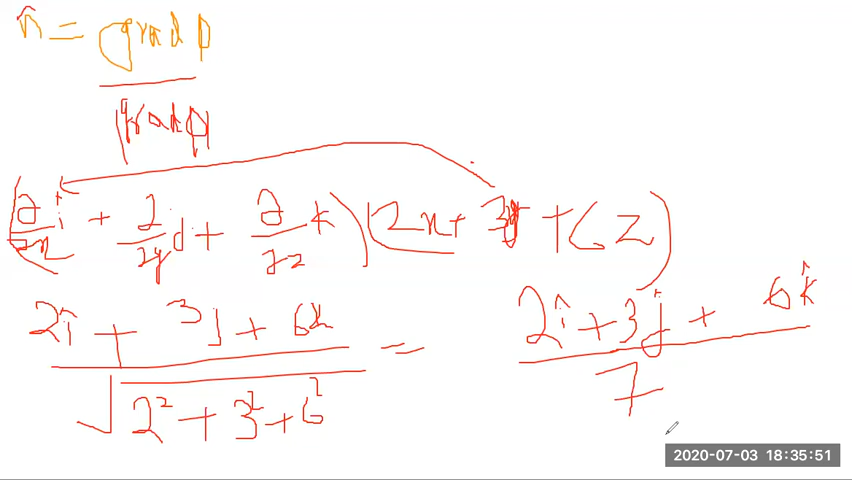 n̂ = grad p
|grad p|
(∂/∂x î + ∂/∂y j + ∂/∂z k) (2x + 3y + 6z)
2î + 3j + 6k / √(2² + 3² + 6²) = 2î + 3ĵ + 6k̂ / 7
2020-07-03 18:35:51